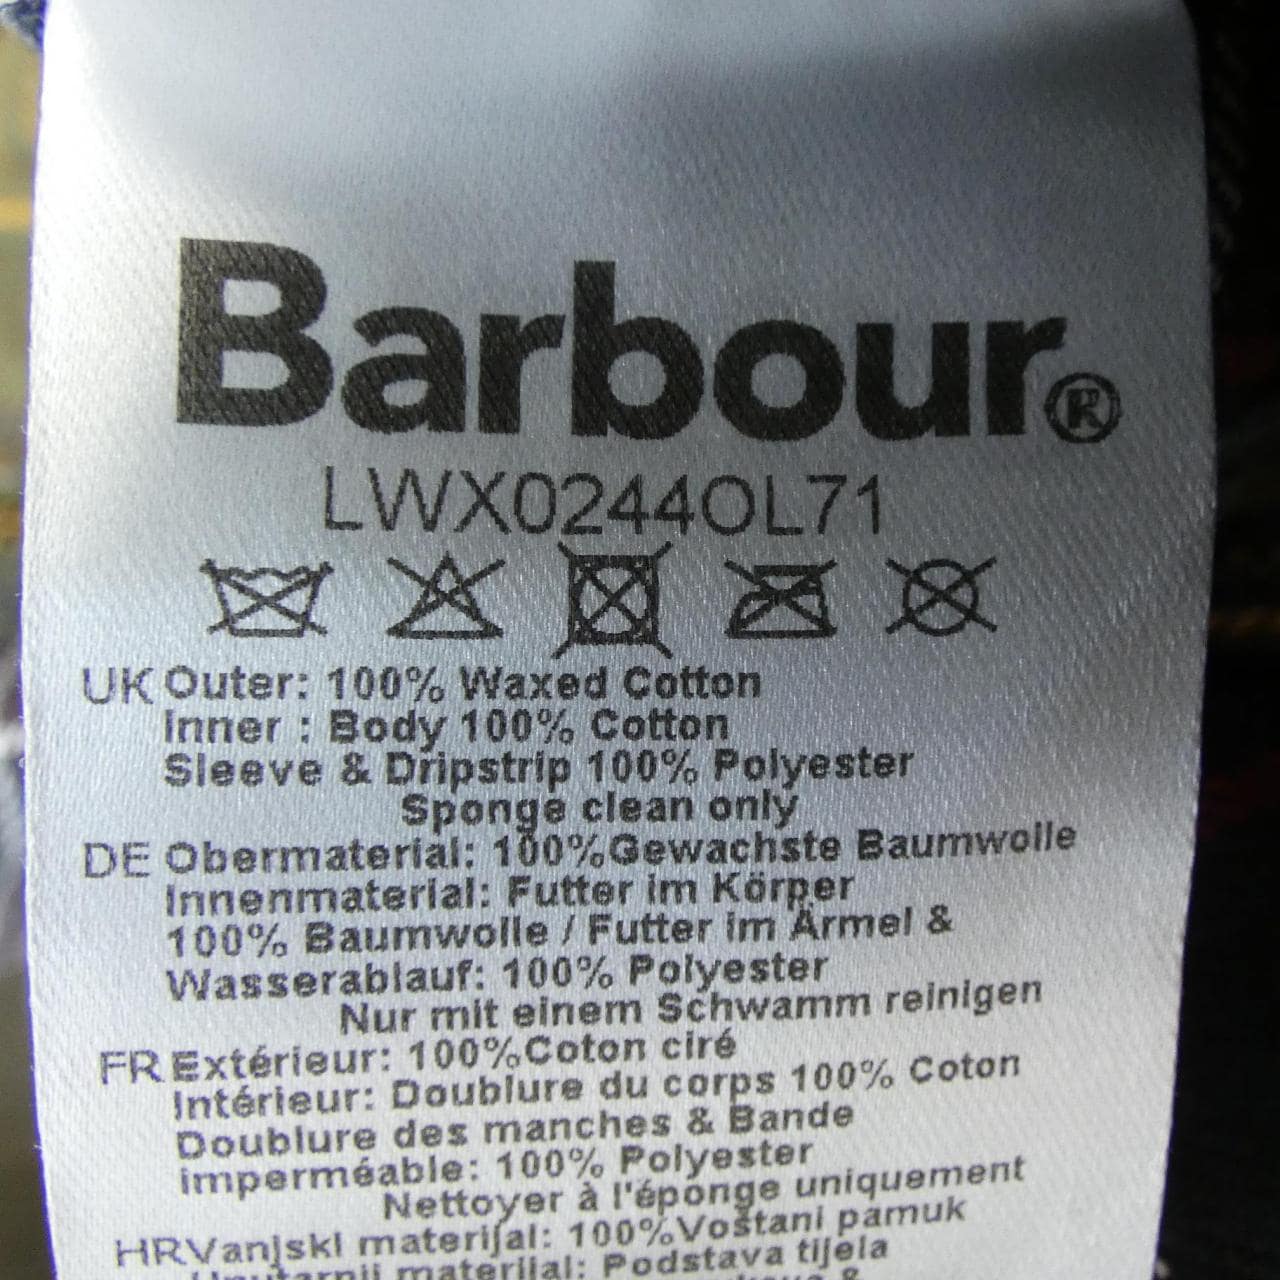 Barbour®
LWX0244OL71
UK Outer: 100% Waxed Cotton
Inner : Body 100% Cotton
Sleeve & Dripstrip 100% Polyester
Sponge clean only
DE Obermaterial: 100%Gewachste Baumwolle
Innenmaterial: Futter im Körper
100% Baumwolle / Futter im Ärmel &
Wasserablauf: 100% Polyester
Nur mit einem Schwamm reinigen
FR Extérieur: 100%Coton ciré
Intérieur: Doublure du corps 100% Coton
Doublure des manches & Bande
imperméable: 100% Polyester
Nettoyer à l'éponge uniquement
HR Vanjski materijal: 100%Voštani pamuk
materijal: Podstava tijela
&